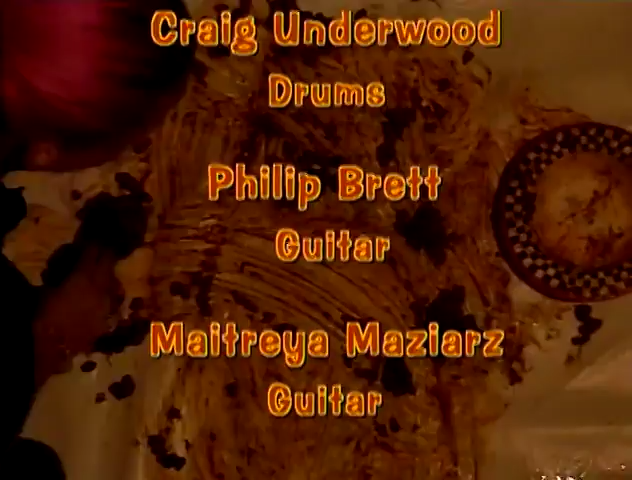 Craig Underwood
Drums
Philip Brett
Guitar
Maitreya Maziarz
Guitar